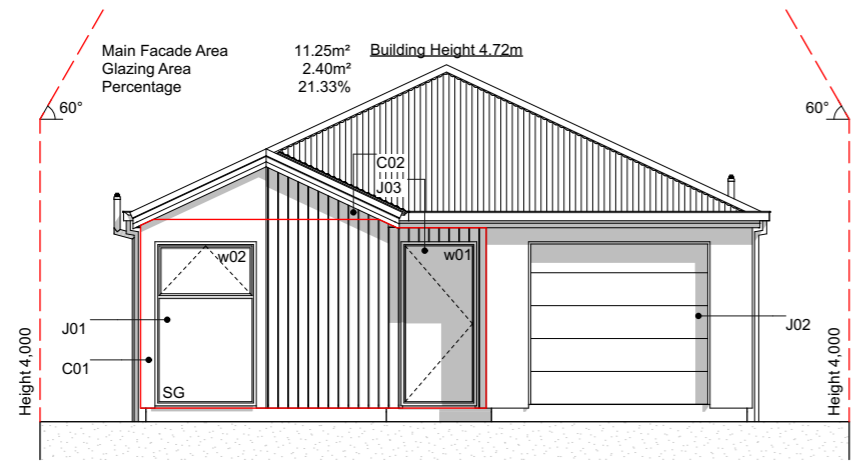 Main Facade Area 11.25m² Building Height 4.72m
Glazing Area 2.40m²
Percentage 21.33%
60°
60°
C02
J03
w02
w01
J01
J02
C01
SG
Height 4,000
Height 4,000